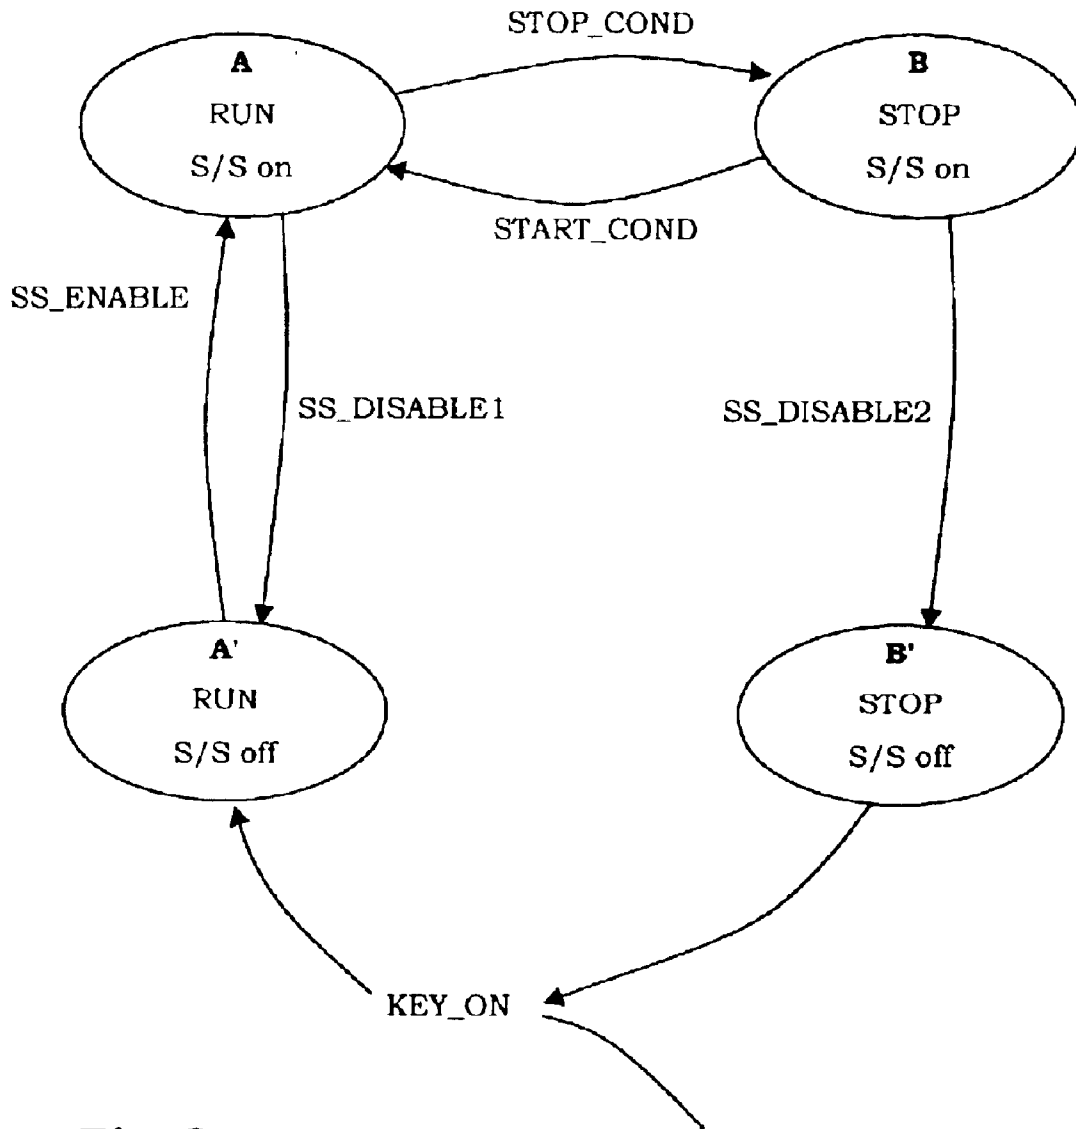 STOP_COND
A
RUN
S/S on
B
STOP
S/S on
START_COND
SS_ENABLE
SS_DISABLE1
SS_DISABLE2
A'
RUN
S/S off
B'
STOP
S/S off
KEY_ON